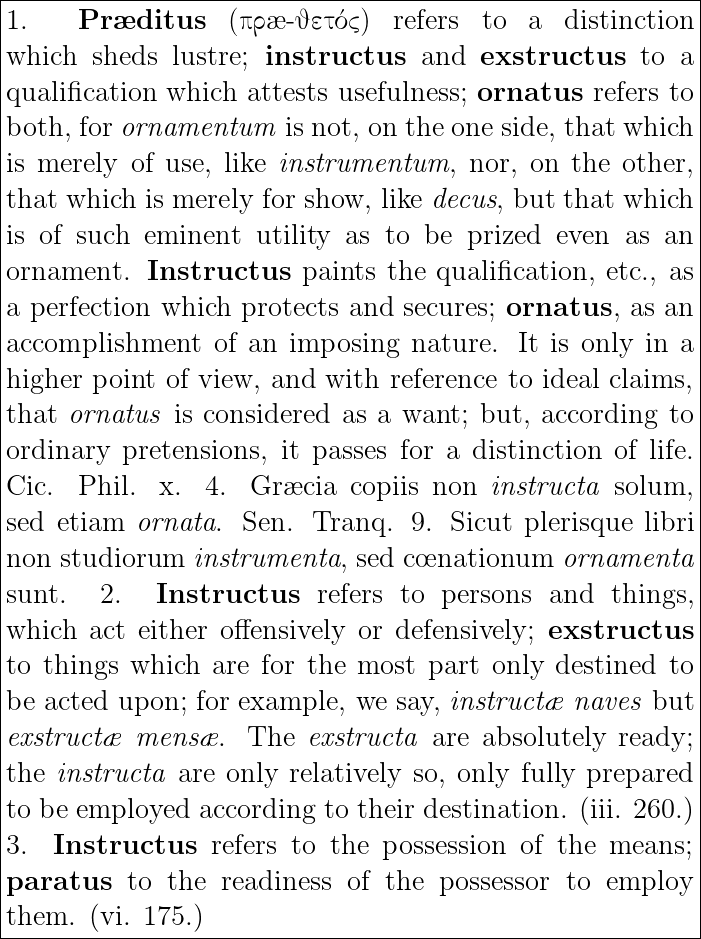 1. Præditus (πρæ-ϑετός) refers to a distinction
which sheds lustre; instructus and exstructus to a
qualification which attests usefulness; ornatus refers to
both, for ornamentum is not, on the one side, that which
is merely of use, like instrumentum, nor, on the other,
that which is merely for show, like decus, but that which
is of such eminent utility as to be prized even as an
ornament. Instructus paints the qualification, etc., as
a perfection which protects and secures; ornatus, as an
accomplishment of an imposing nature. It is only in a
higher point of view, and with reference to ideal claims,
that ornatus is considered as a want; but, according to
ordinary pretensions, it passes for a distinction of life.
Cic. Phil. x. 4. Græcia copiis non instructa solum,
sed etiam ornata. Sen. Tranq. 9. Sicut plerisque libri
non studiorum instrumenta, sed cœnationum ornamenta
sunt. 2. Instructus refers to persons and things,
which act either offensively or defensively; exstructus
to things which are for the most part only destined to
be acted upon; for example, we say, instructæ naves but
exstructæ mensæ. The exstructa are absolutely ready;
the instructa are only relatively so, only fully prepared
to be employed according to their destination. (iii. 260.)
3. Instructus refers to the possession of the means;
paratus to the readiness of the possessor to employ
them. (vi. 175.)